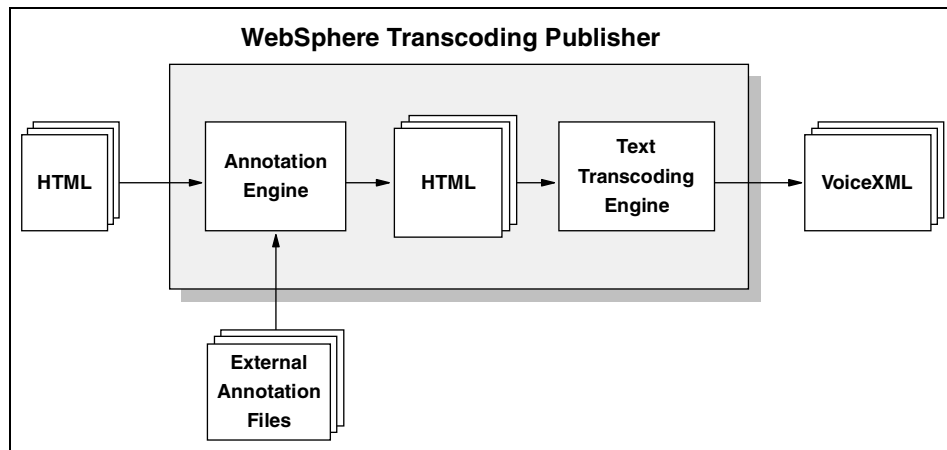 WebSphere Transcoding Publisher
HTML
Annotation
Engine
HTML
Text
Transcoding
Engine
VoiceXML
External
Annotation
Files